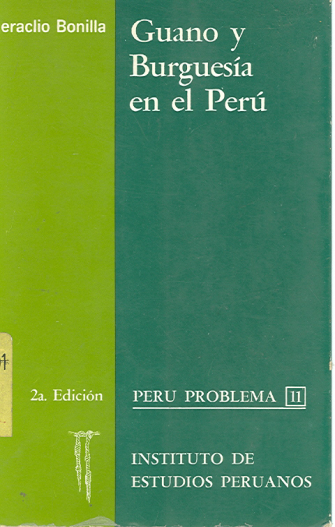 eraclio Bonilla
Guano y
Burguesía
en el Perú
2a. Edición
PERU PROBLEMA 11
INSTITUTO DE
ESTUDIOS PERUANOS